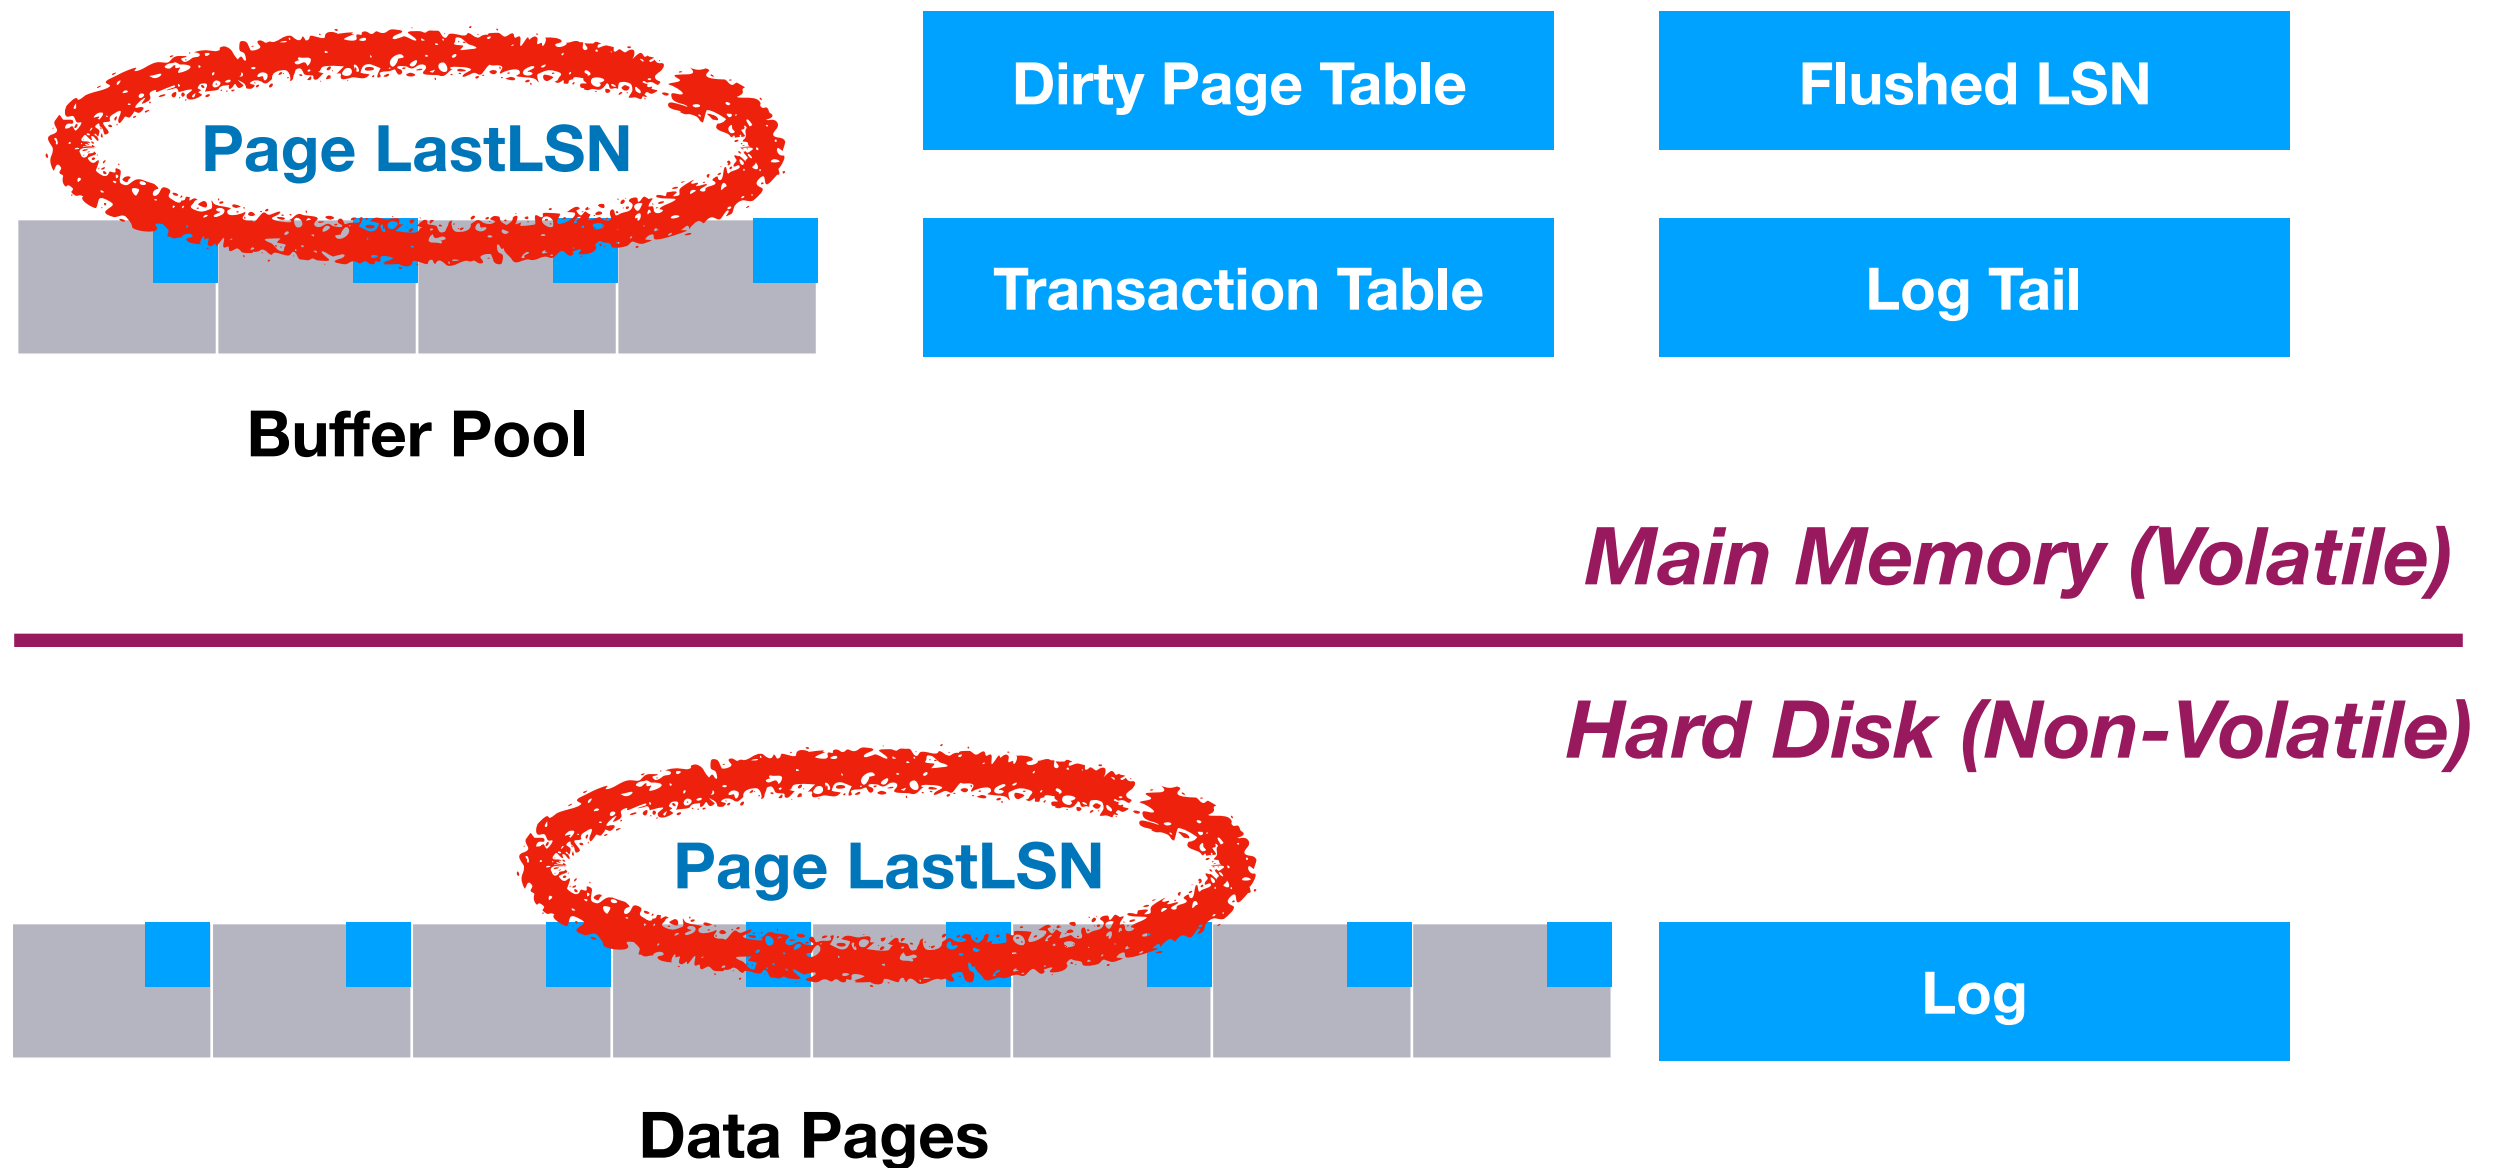 Page LastLSN
Dirty Page Table
Flushed LSN
Transaction Table
Log Tail
Buffer Pool
Main Memory (Volatile)
Hard Disk (Non-Volatile)
Page LastLSN
Log
Data Pages